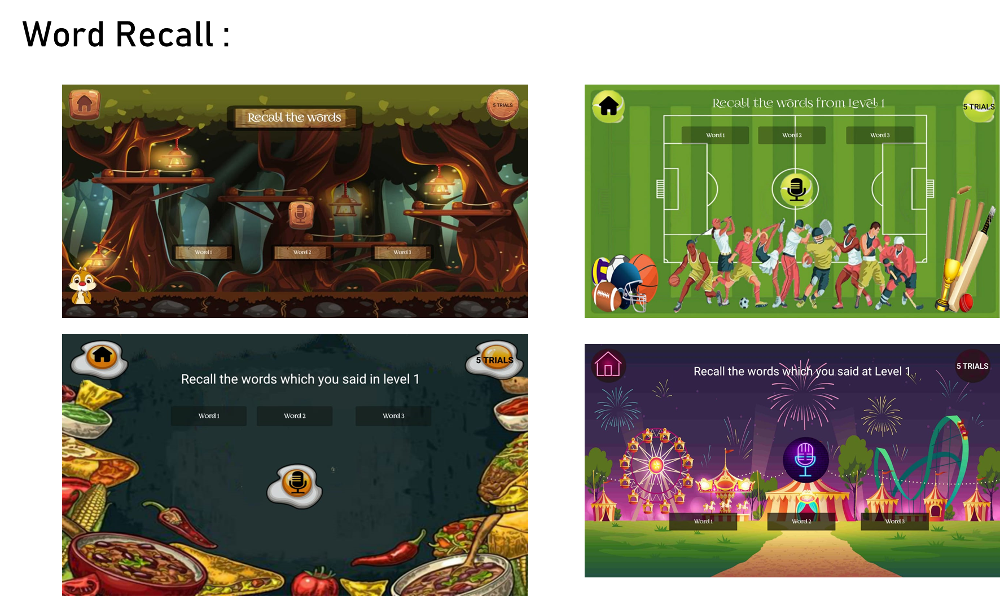 Word Recall :
5 TRIALS
Recall the words
Word 1
Word 2
Word 3
5 TRIALS
Recall the words from Level 1
Word 1
Word 2
Word 3
5 TRIALS
Recall the words which you said in level 1
Word 1
Word 2
Word 3
5 TRIALS
Recall the words which you said at Level 1
Word 1
Word 2
Word 3